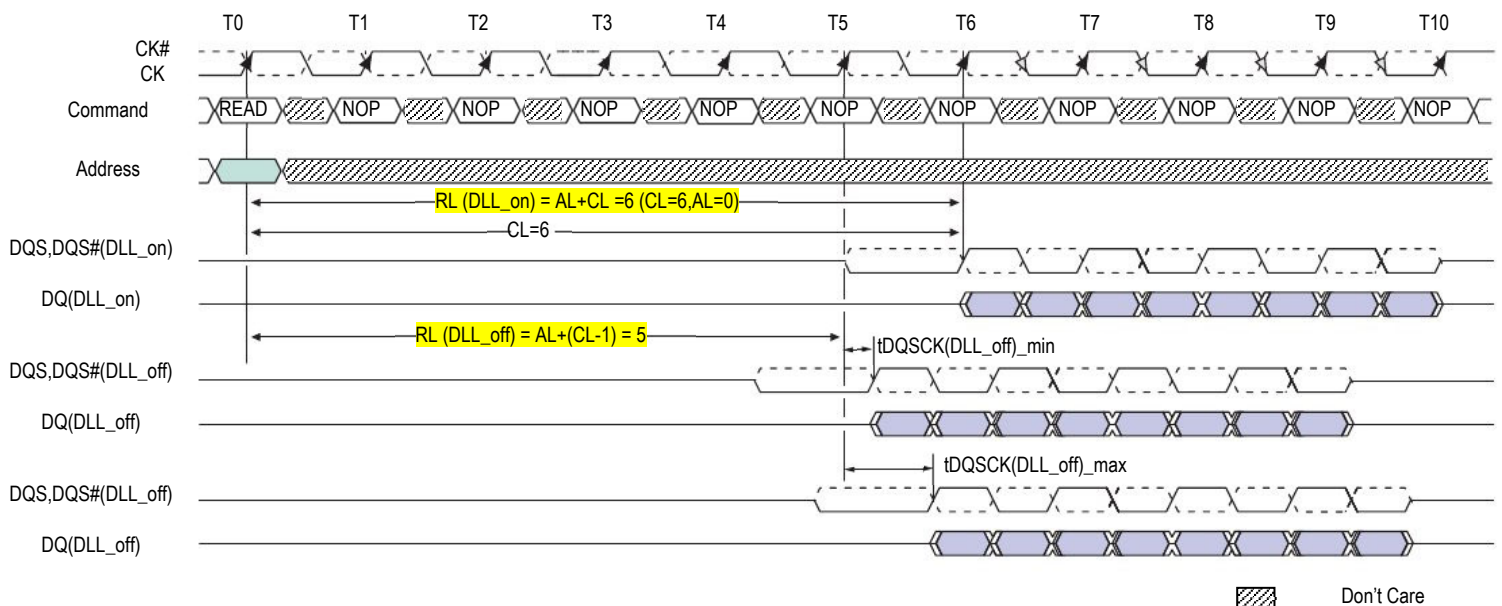 T0 T1 T2 T3 T4 T5 T6 T7 T8 T9 T10
CK#
CK
Command READ NOP NOP NOP NOP NOP NOP NOP NOP NOP NOP
Address
RL (DLL_on) = AL+CL =6 (CL=6,AL=0)
CL=6
DQS,DQS#(DLL_on)
DQ(DLL_on)
RL (DLL_off) = AL+(CL-1) = 5
tDQSCK(DLL_off)_min
DQS,DQS#(DLL_off)
DQ(DLL_off)
tDQSCK(DLL_off)_max
DQS,DQS#(DLL_off)
DQ(DLL_off)
Don't Care